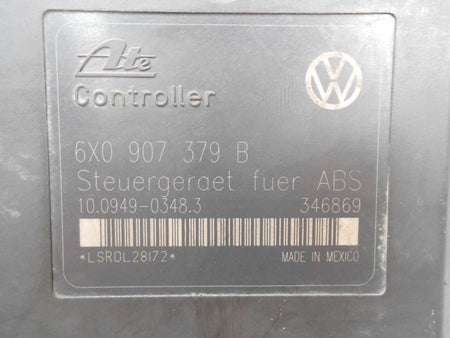 Ate
Controller
6X0 907 379 B
Steuergeraet fuer ABS
10.0949-0348.3 346869
*LSROL28172*
MADE IN MEXICO